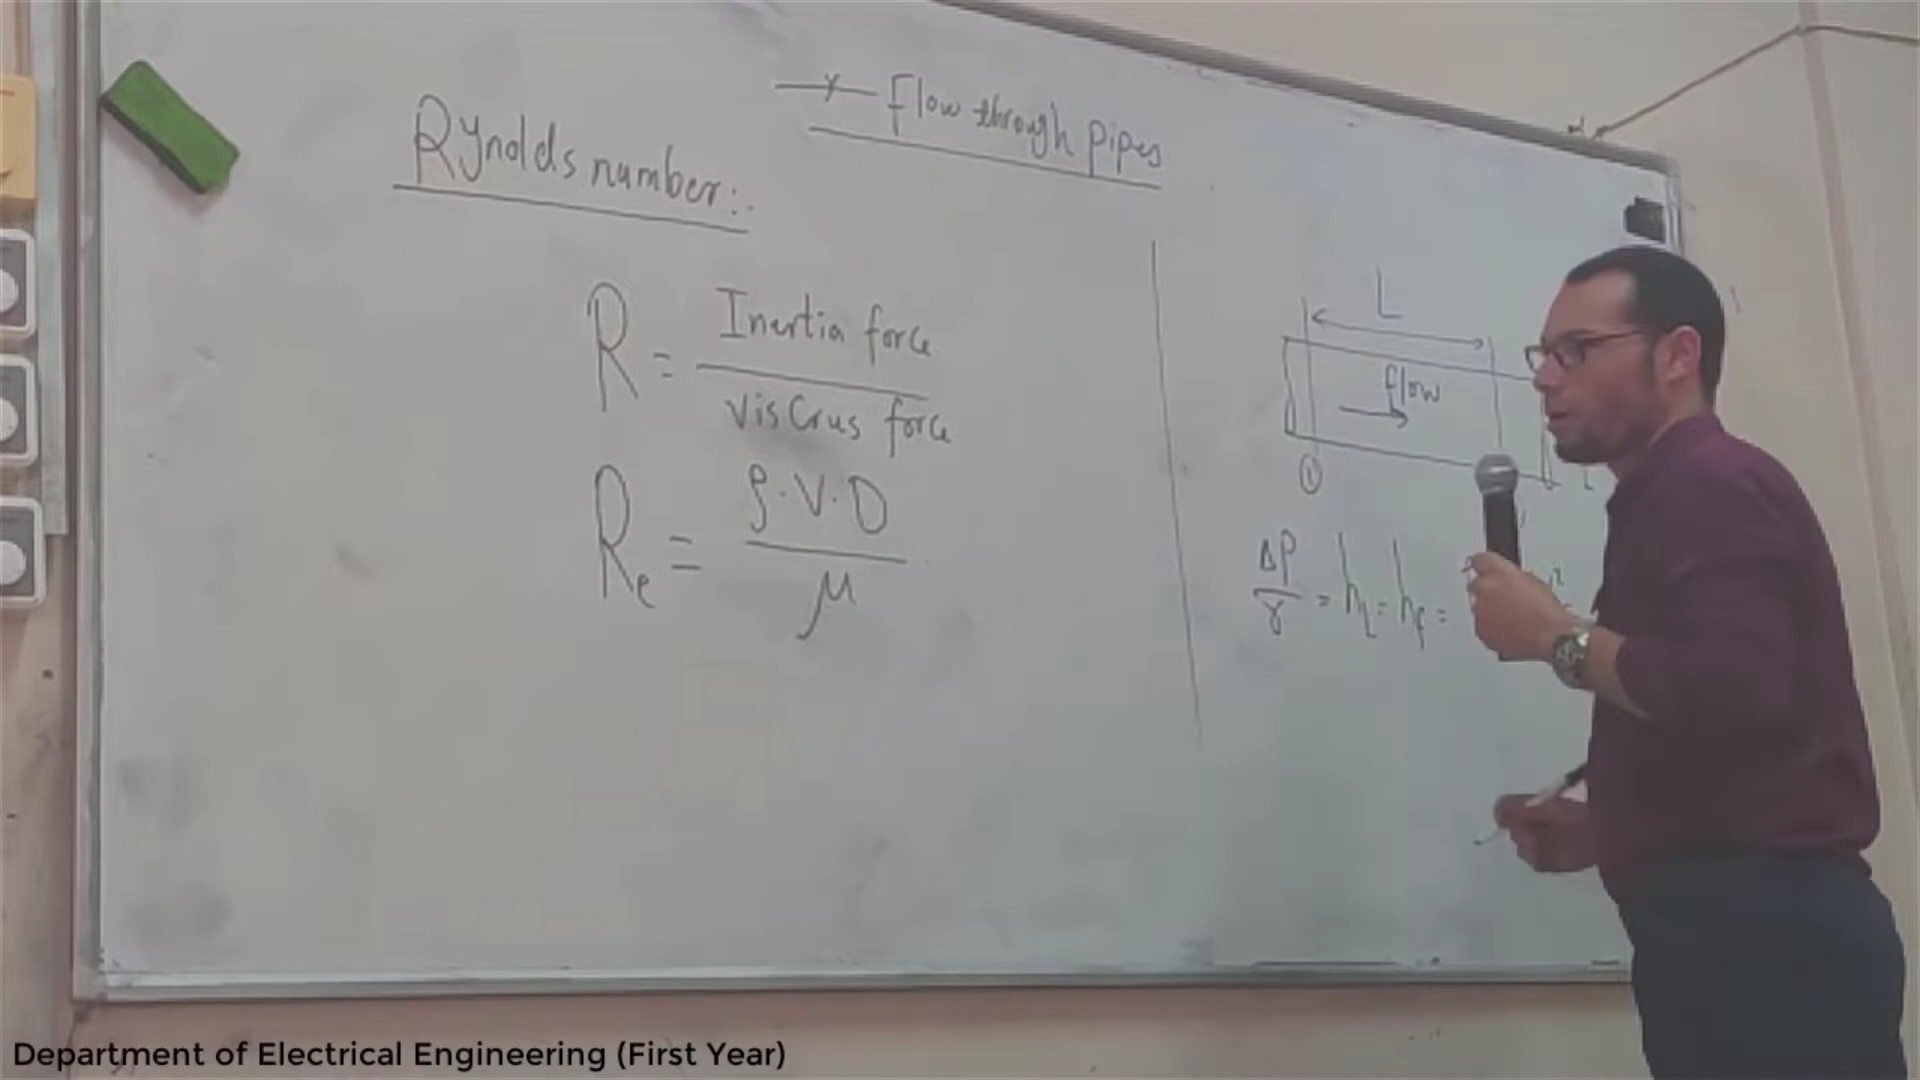 Flow through pipes
Rynolds number:.
R = Inertia force / Viscrus force
Re = ρ.V.D / μ
L
flow
①
ΔP / γ = hL = hf =
Department of Electrical Engineering (First Year)